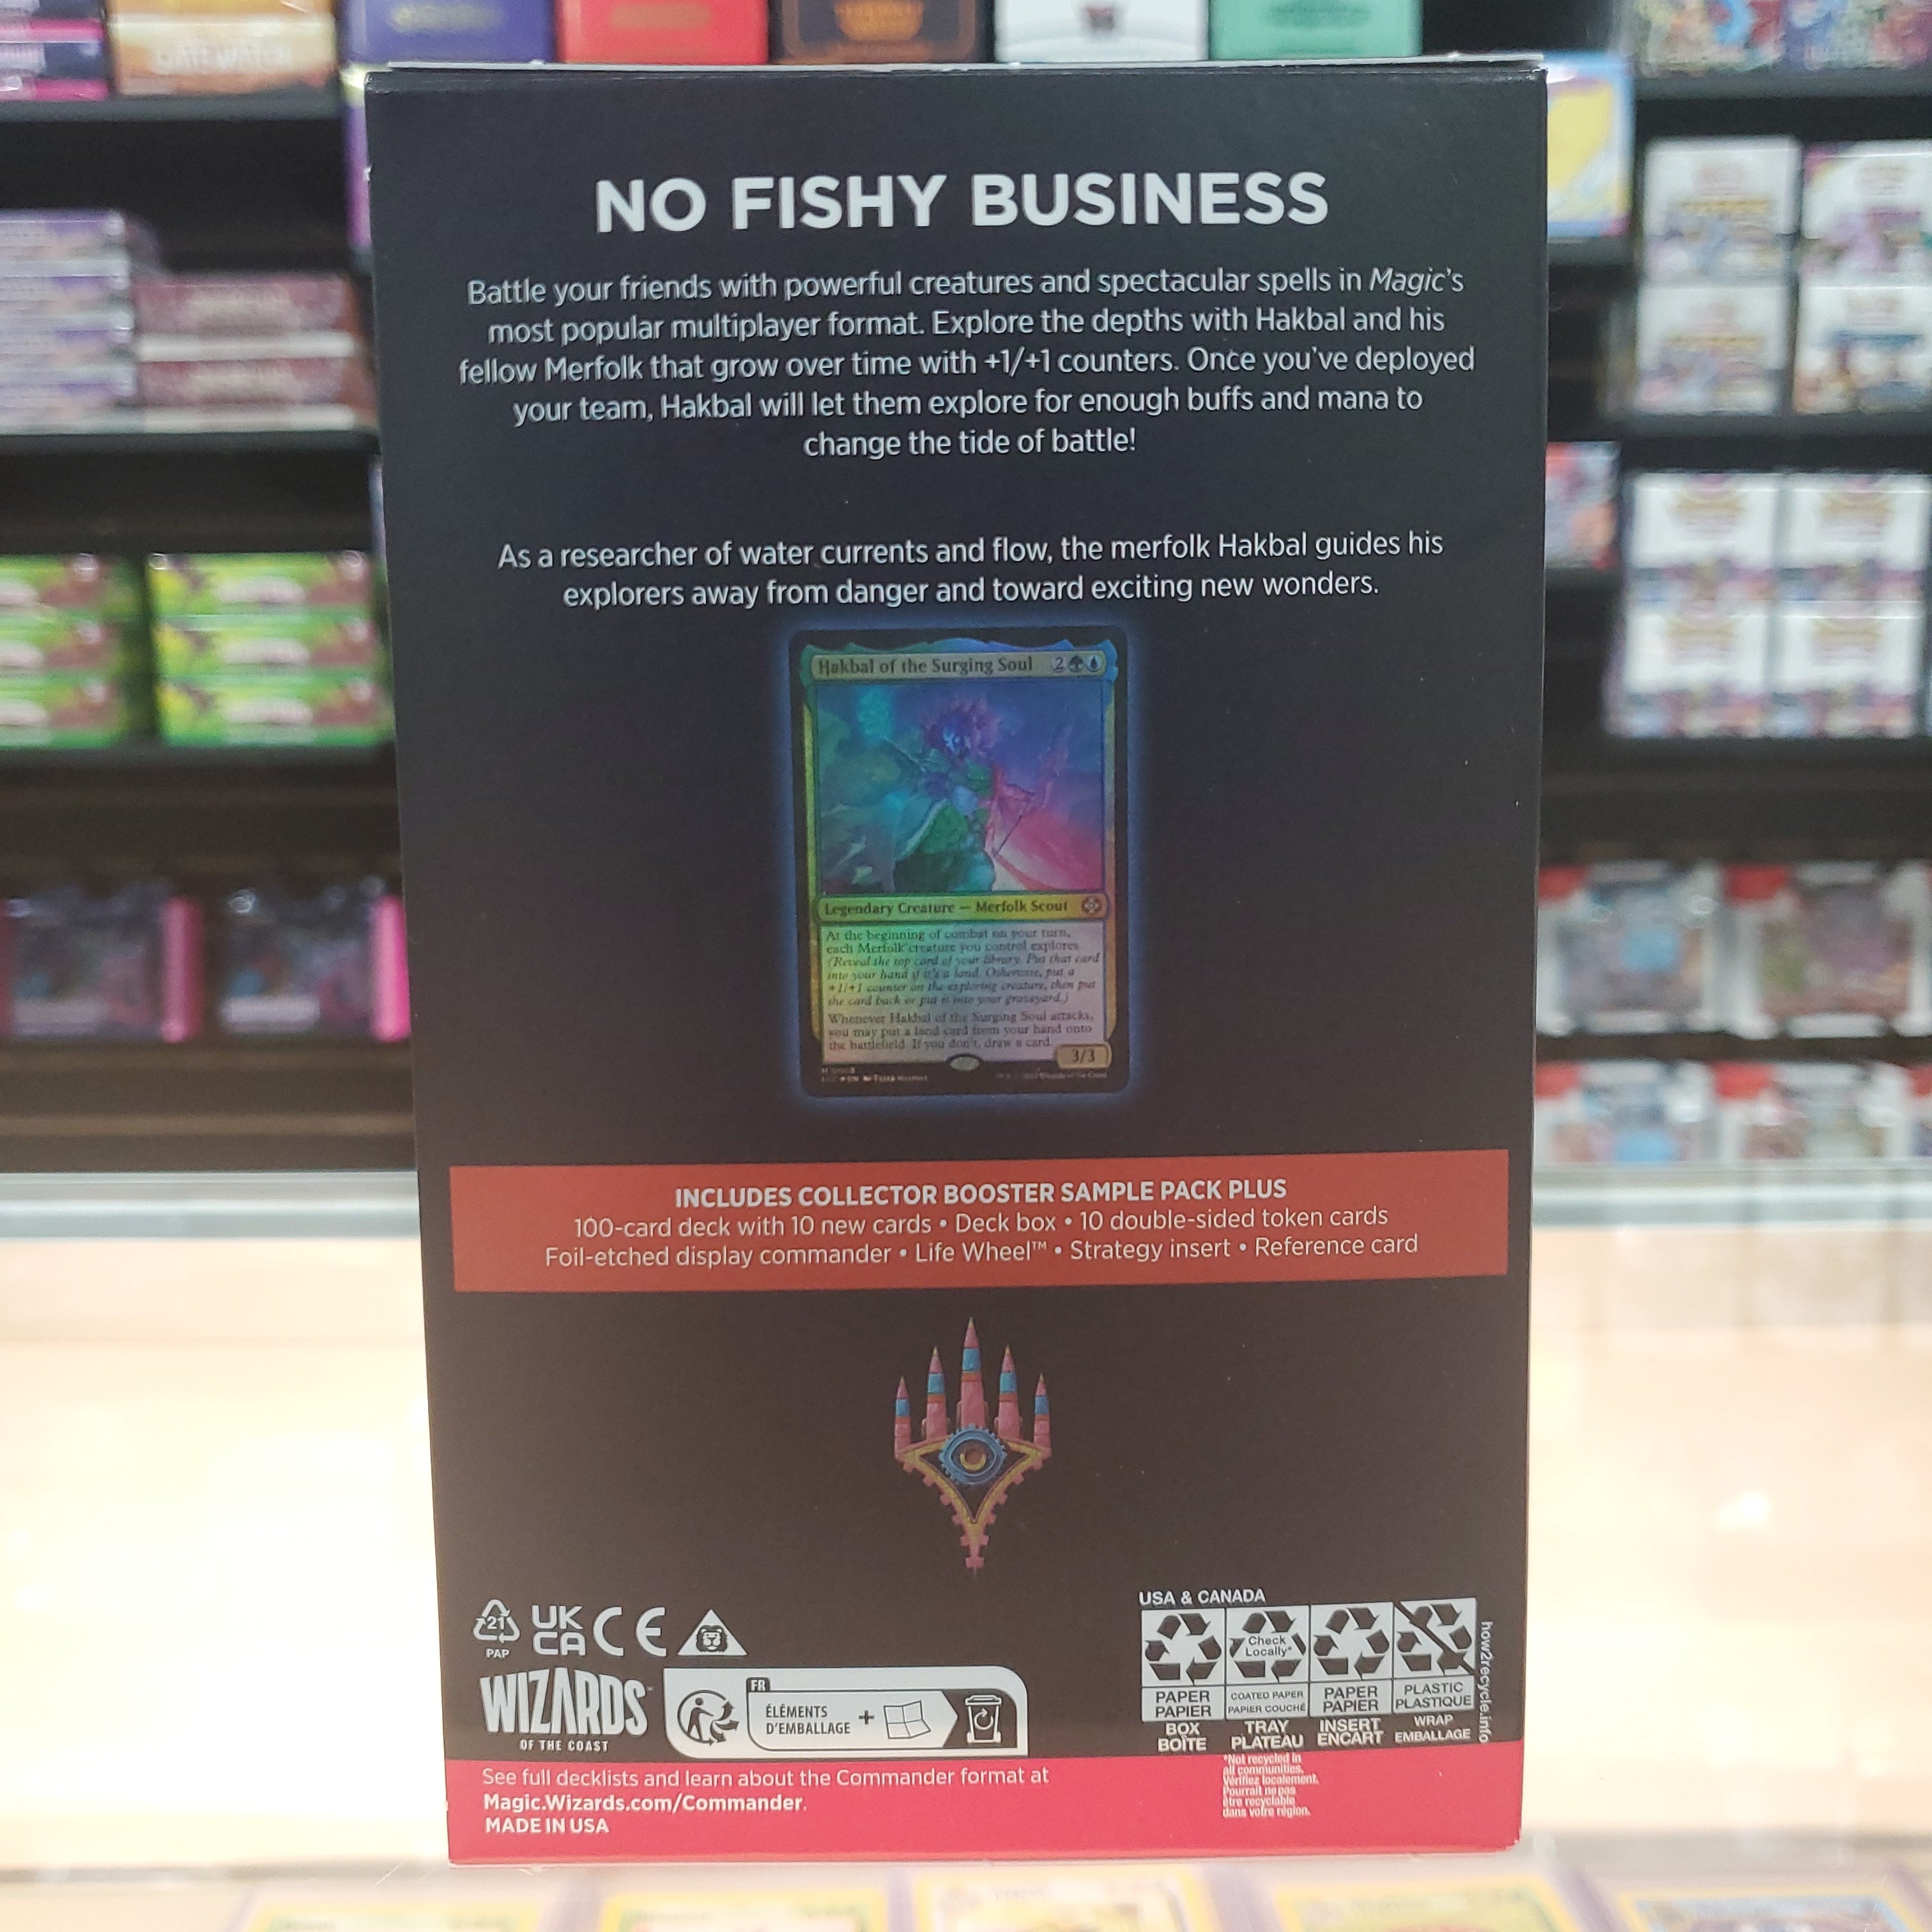 GATEWATCH
NO FISHY BUSINESS
Battle your friends with powerful creatures and spectacular spells in Magic's
most popular multiplayer format. Explore the depths with Hakbal and his
fellow Merfolk that grow over time with +1/+1 counters. Once you've deployed
your team, Hakbal will let them explore for enough buffs and mana to
change the tide of battle!
As a researcher of water currents and flow, the merfolk Hakbal guides his
explorers away from danger and toward exciting new wonders.
Hakbal of the Surging Soul 2
Legendary Creature – Merfolk Scout
At the beginning of combat on your turn,
each Merfolk creature you control explores.
(Reveal the top card of your library. Put that card
into your hand if it's a land. Otherwise, put a
+1/+1 counter on the exploring creature, then put
the card back or put it into your graveyard.)
Whenever Hakbal of the Surging Soul attacks,
you may put a land card from your hand onto
the battlefield. If you don't, draw a card.
3/3
INCLUDES COLLECTOR BOOSTER SAMPLE PACK PLUS
100-card deck with 10 new cards • Deck box • 10 double-sided token cards
Foil-etched display commander • Life Wheel™ • Strategy insert • Reference card
21
PAP
UK
CA
CE
WIZARDS™
OF THE COAST
FR
ÉLÉMENTS
D'EMBALLAGE
+
USA & CANADA
Check
Locally*
PAPER
PAPIER
BOX
BOÎTE
COATED PAPER
PAPIER COUCHÉ
TRAY
PLATEAU
PAPER
PAPIER
INSERT
ENCART
PLASTIC
PLASTIQUE
WRAP
EMBALLAGE
how2recycle.info
*Not recycled in
all communities.
Vérifiez localement.
Pourrait ne pas
être recyclable
dans votre région.
See full decklists and learn about the Commander format at
Magic.Wizards.com/Commander.
MADE IN USA